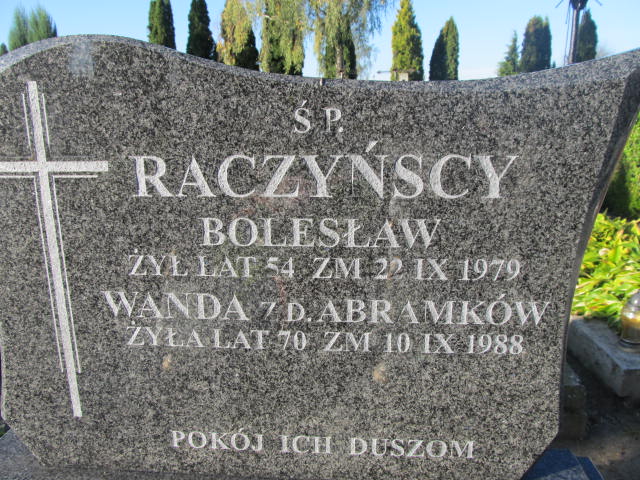 Ś P.
RACZYŃSCY
BOLESŁAW
ŻYŁ LAT 54 ZM 22 IX 1979
WANDA Z D. ABRAMKÓW
ŻYŁA LAT 70 ZM 10 IX 1988
POKÓJ ICH DUSZOM